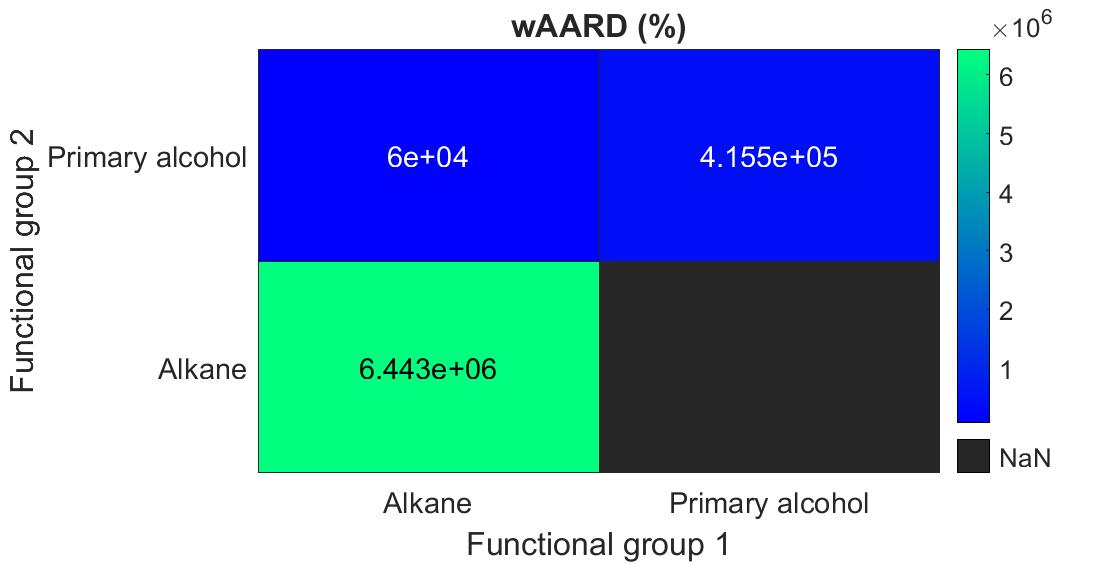 wAARD (%)
×10^6
Functional group 2
Primary alcohol
6e+04
4.155e+05
Alkane
6.443e+06
6
5
4
3
2
1
NaN
Alkane
Primary alcohol
Functional group 1